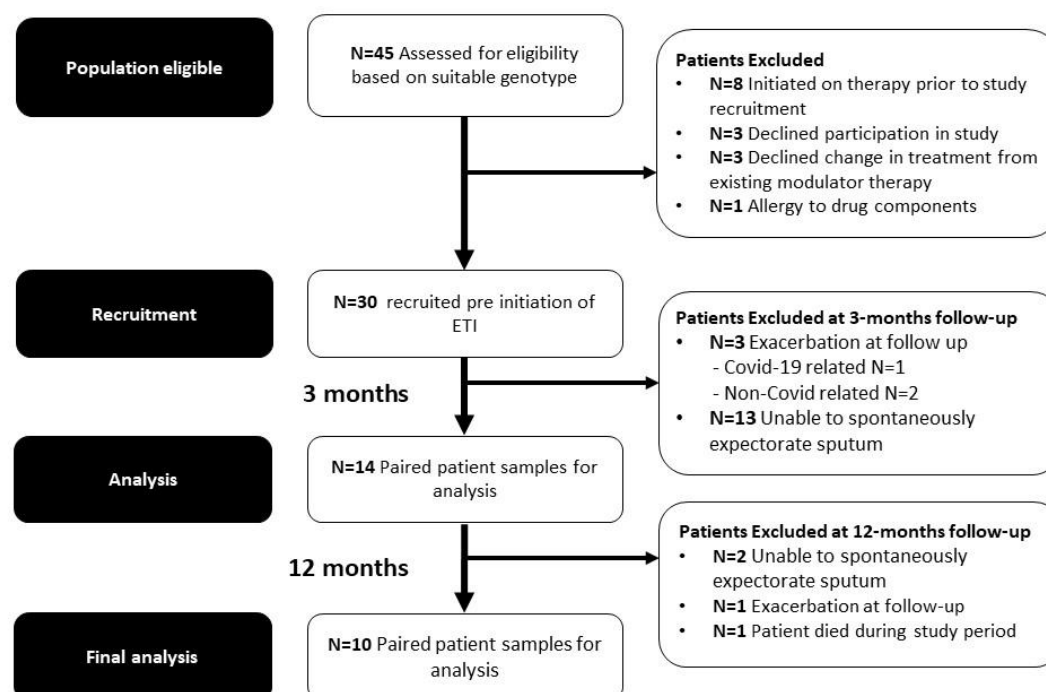 Population eligible
N=45 Assessed for eligibility
based on suitable genotype
Patients Excluded
• N=8 Initiated on therapy prior to study
recruitment
• N=3 Declined participation in study
• N=3 Declined change in treatment from
existing modulator therapy
• N=1 Allergy to drug components
Recruitment
N=30 recruited pre initiation of
ETI
3 months
Patients Excluded at 3-months follow-up
• N=3 Exacerbation at follow up
- Covid-19 related N=1
- Non-Covid related N=2
• N=13 Unable to spontaneously
expectorate sputum
Analysis
N=14 Paired patient samples for
analysis
12 months
Patients Excluded at 12-months follow-up
• N=2 Unable to spontaneously
expectorate sputum
• N=1 Exacerbation at follow-up
• N=1 Patient died during study period
Final analysis
N=10 Paired patient samples for
analysis